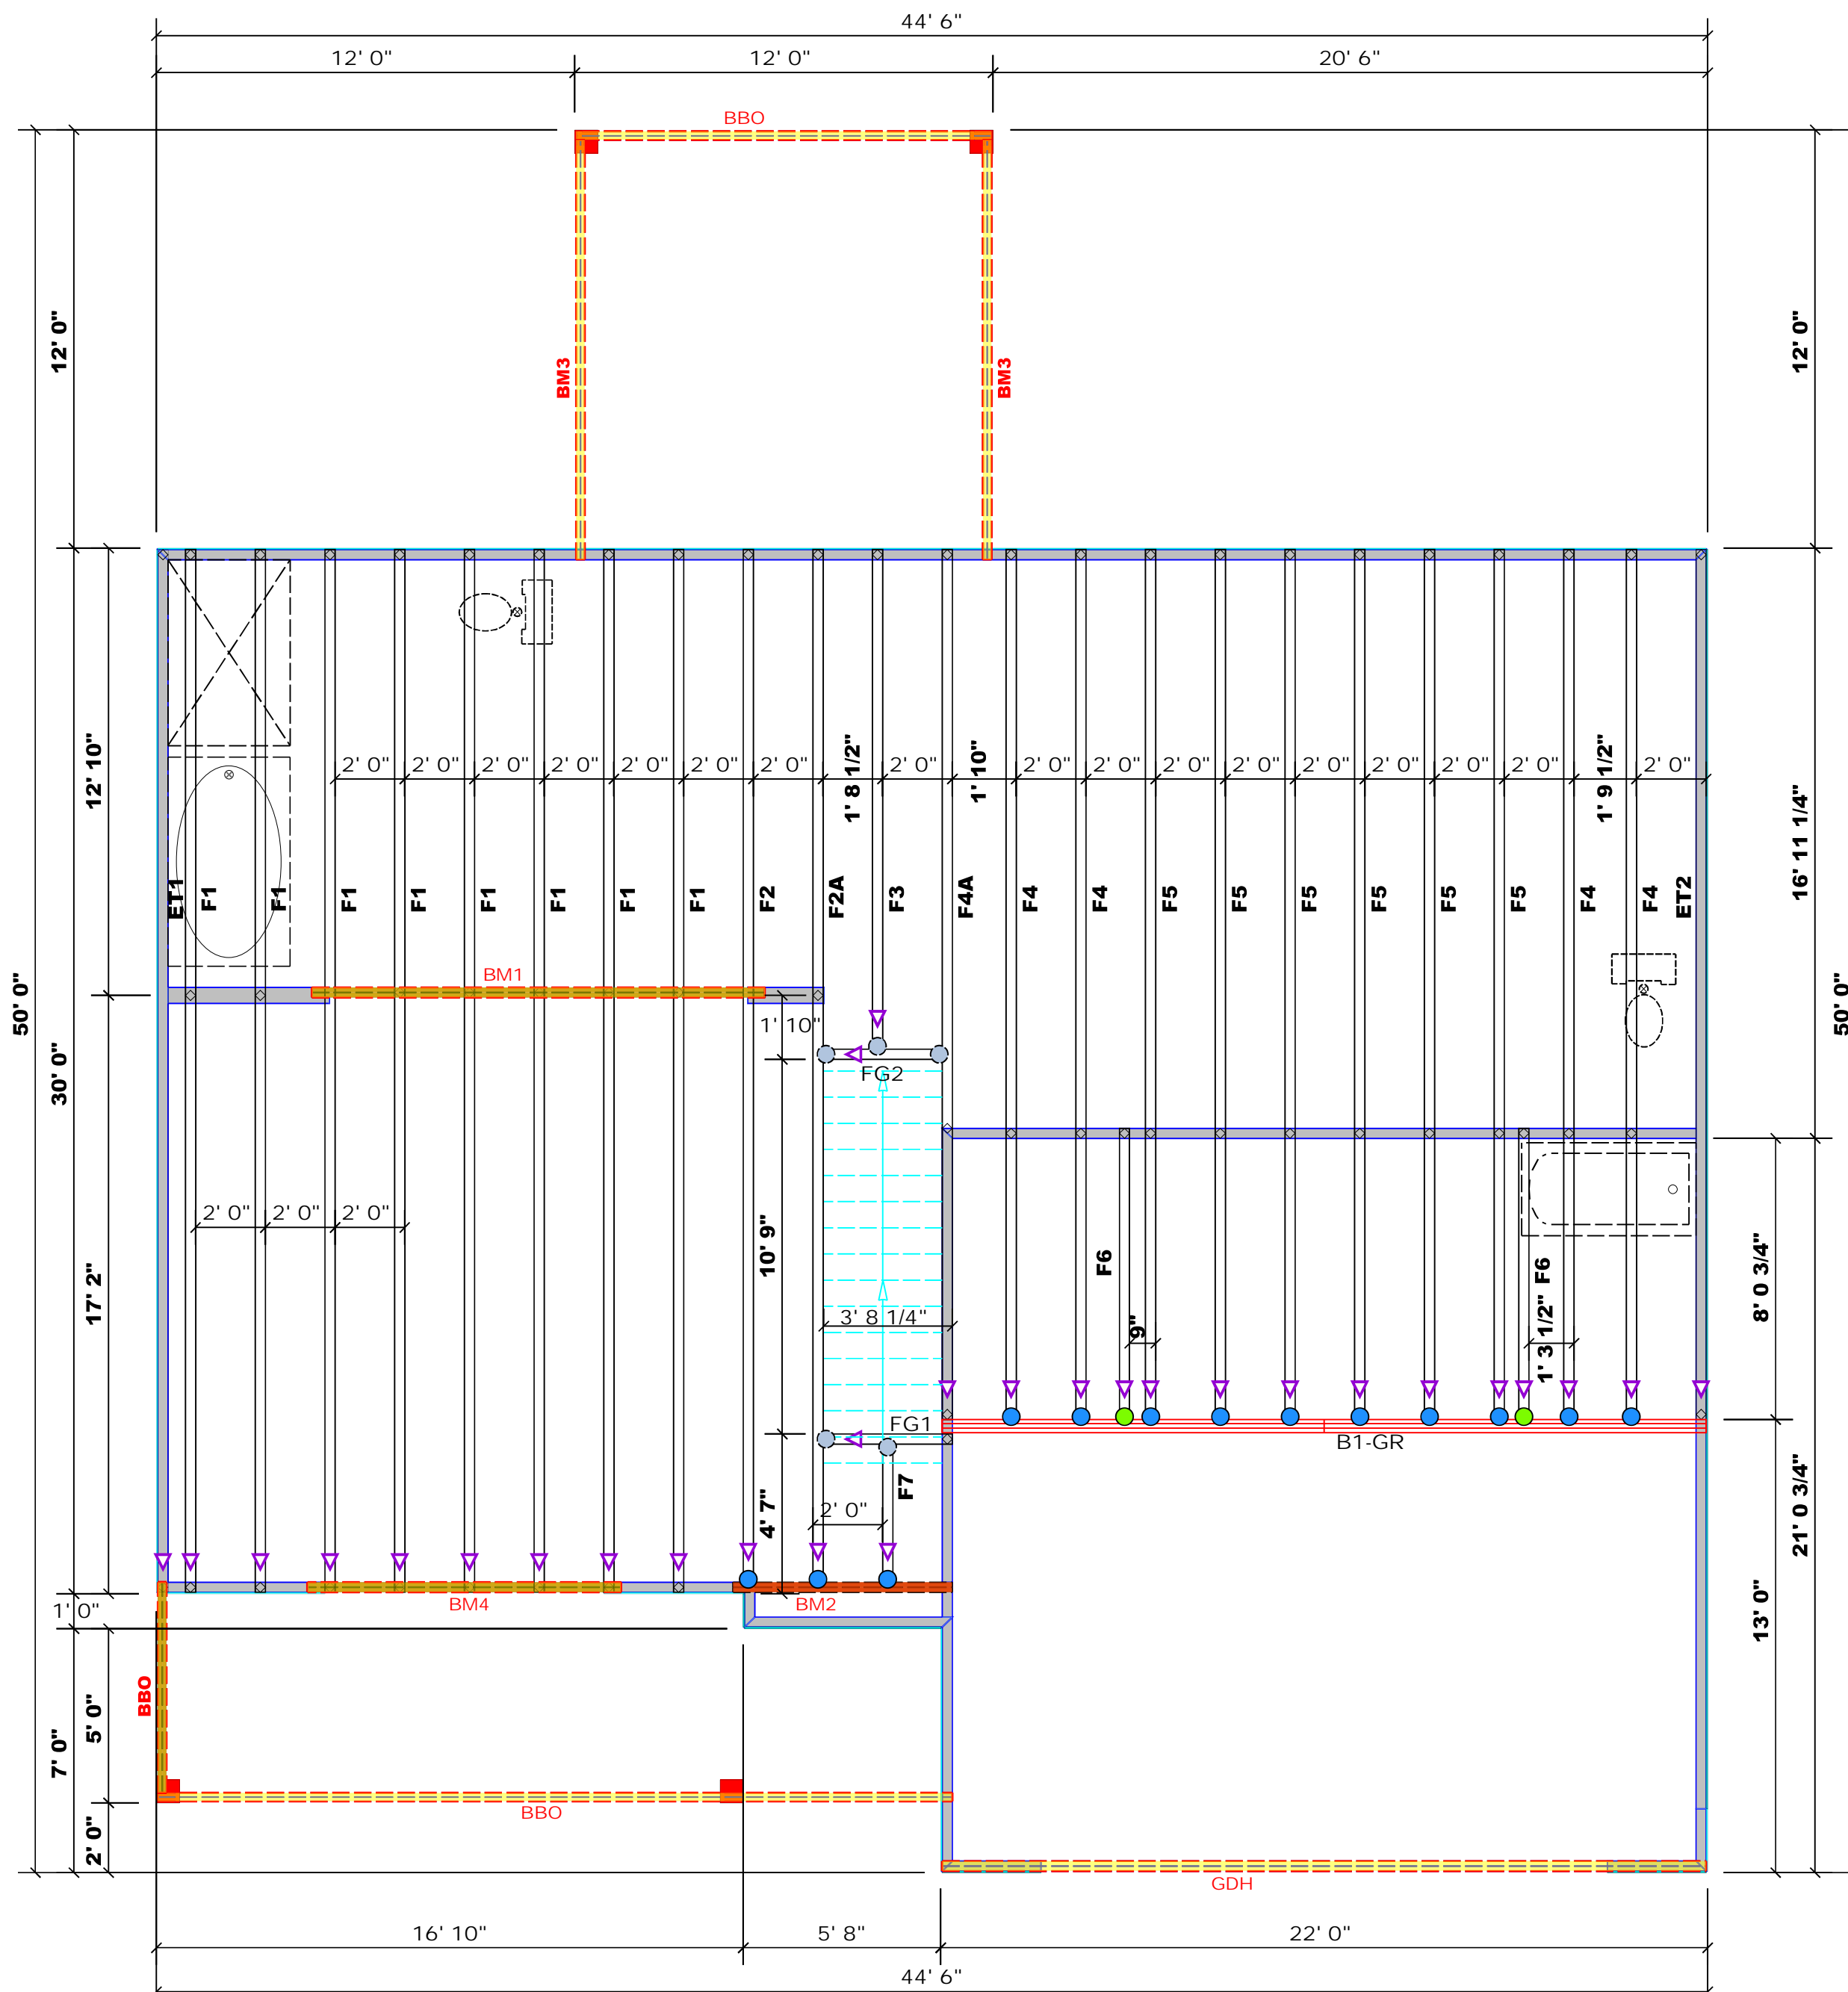 44' 6"
12' 0" 12' 0" 20' 6"
BBO
12' 0" BM3 BM3 12' 0"
2' 0" 2' 0" 2' 0" 2' 0" 2' 0" 2' 0" 2' 0" 1' 8 1/2" 2' 0" 1' 10" 2' 0" 2' 0" 2' 0" 2' 0" 2' 0" 2' 0" 2' 0" 2' 0" 1' 9 1/2" 2' 0"
12' 10" 16' 11 1/4"
ET1 F1 F1 F1 F1 F1 F1 F1 F1 F2 F2A F3 F4A F4 F4 F5 F5 F5 F5 F5 F5 F4 F4 ET2
BM1
50' 0" 50' 0"
1' 10"
30' 0"
FG2
2' 0" 2' 0" 2' 0"
17' 2" 10' 9" F6 F6 8' 0 3/4"
3' 8 1/4" 9" 1' 3 1/2"
FG1
B1-GR
4' 7" F7 21' 0 3/4"
2' 0"
BM4 BM2
1' 0"
13' 0"
BBO
5' 0"
7' 0"
BBO
2' 0"
GDH
16' 10" 5' 8" 22' 0"
44' 6"